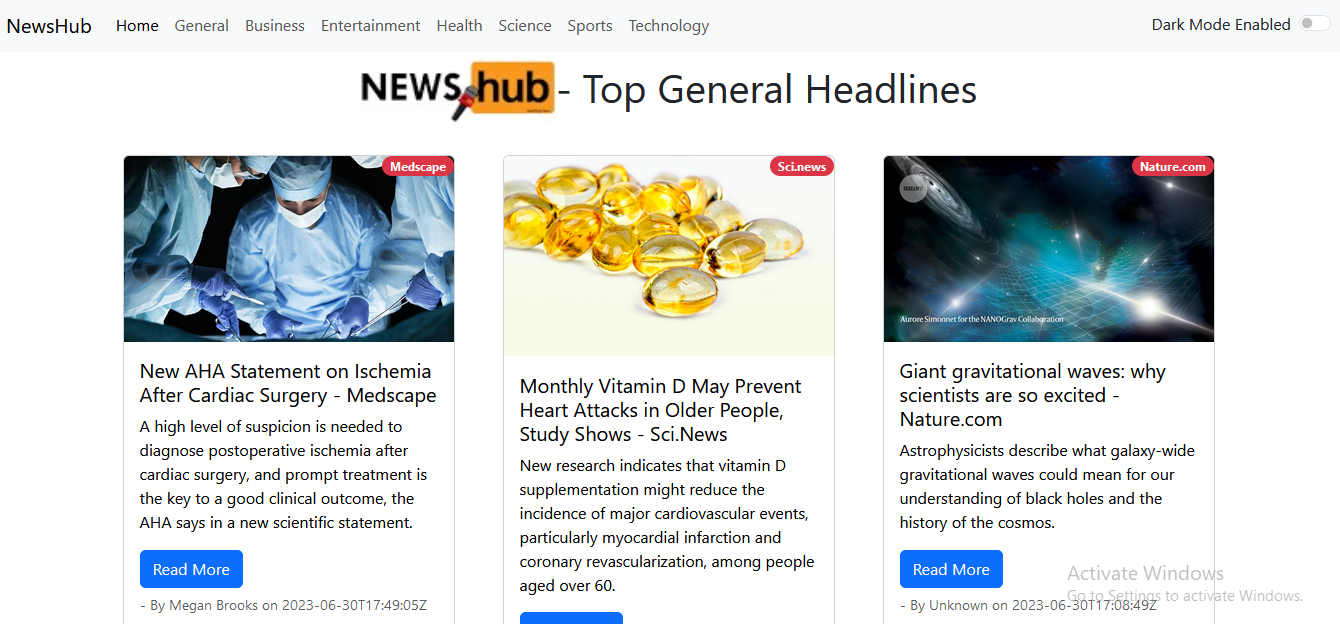 NewsHub Home General Business Entertainment Health Science Sports Technology Dark Mode Enabled
NEWS hub - Top General Headlines
Medscape
New AHA Statement on Ischemia
After Cardiac Surgery - Medscape
A high level of suspicion is needed to
diagnose postoperative ischemia after
cardiac surgery, and prompt treatment is
the key to a good clinical outcome, the
AHA says in a new scientific statement.
Read More
- By Megan Brooks on 2023-06-30T17:49:05Z
Sci.news
Monthly Vitamin D May Prevent
Heart Attacks in Older People,
Study Shows - Sci.News
New research indicates that vitamin D
supplementation might reduce the
incidence of major cardiovascular events,
particularly myocardial infarction and
coronary revascularization, among people
aged over 60.
Nature.com
nature
Aurore Simonnet for the NANOGrav Collaboration
Giant gravitational waves: why
scientists are so excited -
Nature.com
Astrophysicists describe what galaxy-wide
gravitational waves could mean for our
understanding of black holes and the
history of the cosmos.
Read More
- By Unknown on 2023-06-30T17:08:49Z
Activate Windows
Go to Settings to activate Windows.